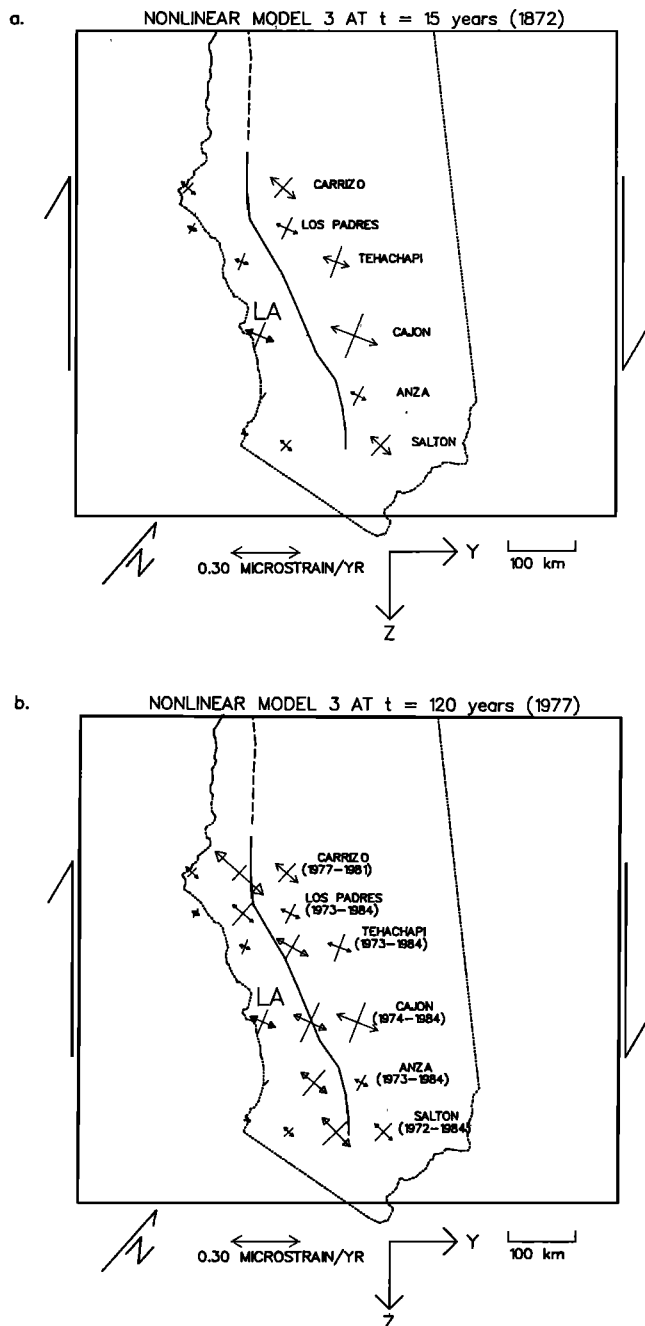 a. NONLINEAR MODEL 3 AT t = 15 years (1872)
CARRIZO
LOS PADRES
TEHACHAPI
LA
CAJON
ANZA
SALTON
N
0.30 MICROSTRAIN/YR
Y
100 km
Z
b. NONLINEAR MODEL 3 AT t = 120 years (1977)
CARRIZO
(1977-1981)
LOS PADRES
(1973-1984)
TEHACHAPI
(1973-1984)
LA
CAJON
(1974-1984)
ANZA
(1973-1984)
SALTON
(1972-1984)
N
0.30 MICROSTRAIN/YR
Y
100 km
Z